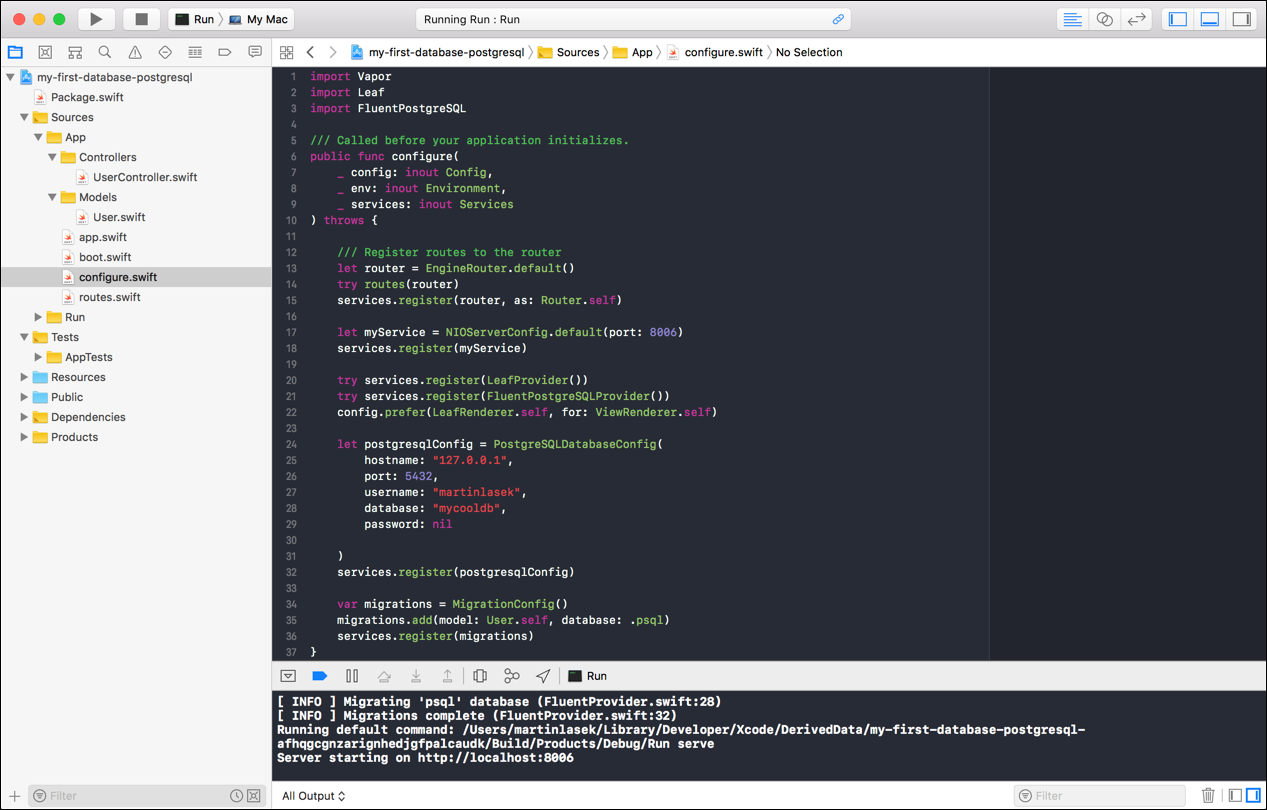 Run 〉 My Mac
Running Run : Run
my-first-database-postgresql 〉 Sources 〉 App 〉 configure.swift 〉 No Selection
my-first-database-postgresql
Package.swift
Sources
App
Controllers
UserController.swift
Models
User.swift
app.swift
boot.swift
configure.swift
routes.swift
Run
Tests
AppTests
Resources
Public
Dependencies
Products
Filter
1 import Vapor
2 import Leaf
3 import FluentPostgreSQL
4
5 /// Called before your application initializes.
6 public func configure(
7     _ config: inout Config,
8     _ env: inout Environment,
9     _ services: inout Services
10 ) throws {
11
12     /// Register routes to the router
13     let router = EngineRouter.default()
14     try routes(router)
15     services.register(router, as: Router.self)
16
17     let myService = NIOServerConfig.default(port: 8006)
18     services.register(myService)
19
20     try services.register(LeafProvider())
21     try services.register(FluentPostgreSQLProvider())
22     config.prefer(LeafRenderer.self, for: ViewRenderer.self)
23
24     let postgresqlConfig = PostgreSQLDatabaseConfig(
25         hostname: "127.0.0.1",
26         port: 5432,
27         username: "martinlasek",
28         database: "mycooldb",
29         password: nil
30
31     )
32     services.register(postgresqlConfig)
33
34     var migrations = MigrationConfig()
35     migrations.add(model: User.self, database: .psql)
36     services.register(migrations)
37 }
Run
[ INFO ] Migrating 'psql' database (FluentProvider.swift:28)
[ INFO ] Migrations complete (FluentProvider.swift:32)
Running default command: /Users/martinlasek/Library/Developer/Xcode/DerivedData/my-first-database-postgresql-
afhqgcgnzarignhedjgfpalcaudk/Build/Products/Debug/Run serve
Server starting on http://localhost:8006
All Output
Filter